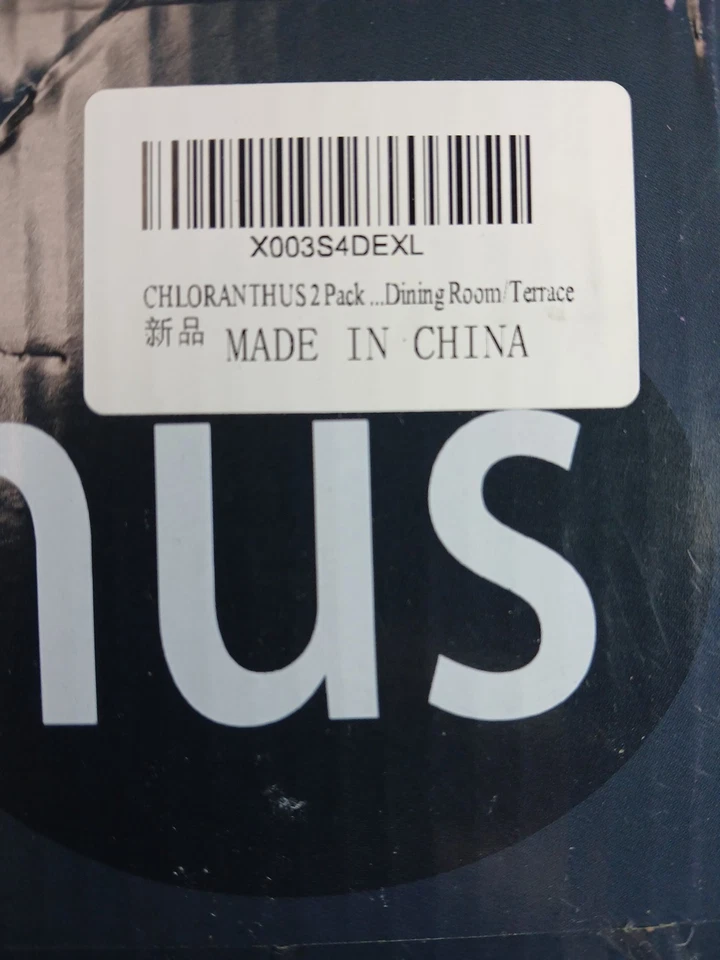 X003S4DEXL
CHLORANTHUS 2 Pack ...Dining Room/Terrace
新品 MADE IN CHINA
nus